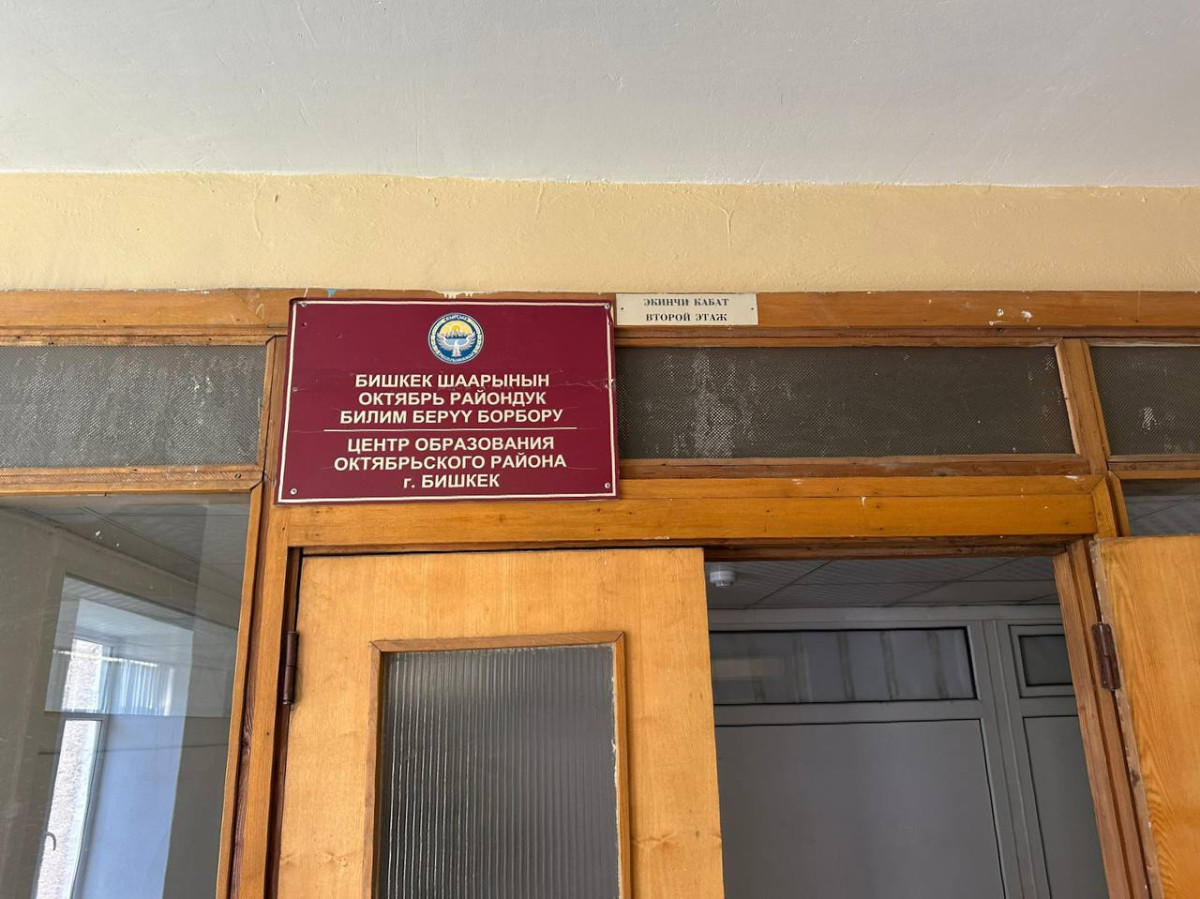 БИШКЕК ШААРЫНЫН
ОКТЯБРЬ РАЙОНДУК
БИЛИМ БЕРҮҮ БОРБОРУ
ЦЕНТР ОБРАЗОВАНИЯ
ОКТЯБРЬСКОГО РАЙОНА
г. БИШКЕК
ЭКИНЧИ КАБАТ
ВТОРОЙ ЭТАЖ